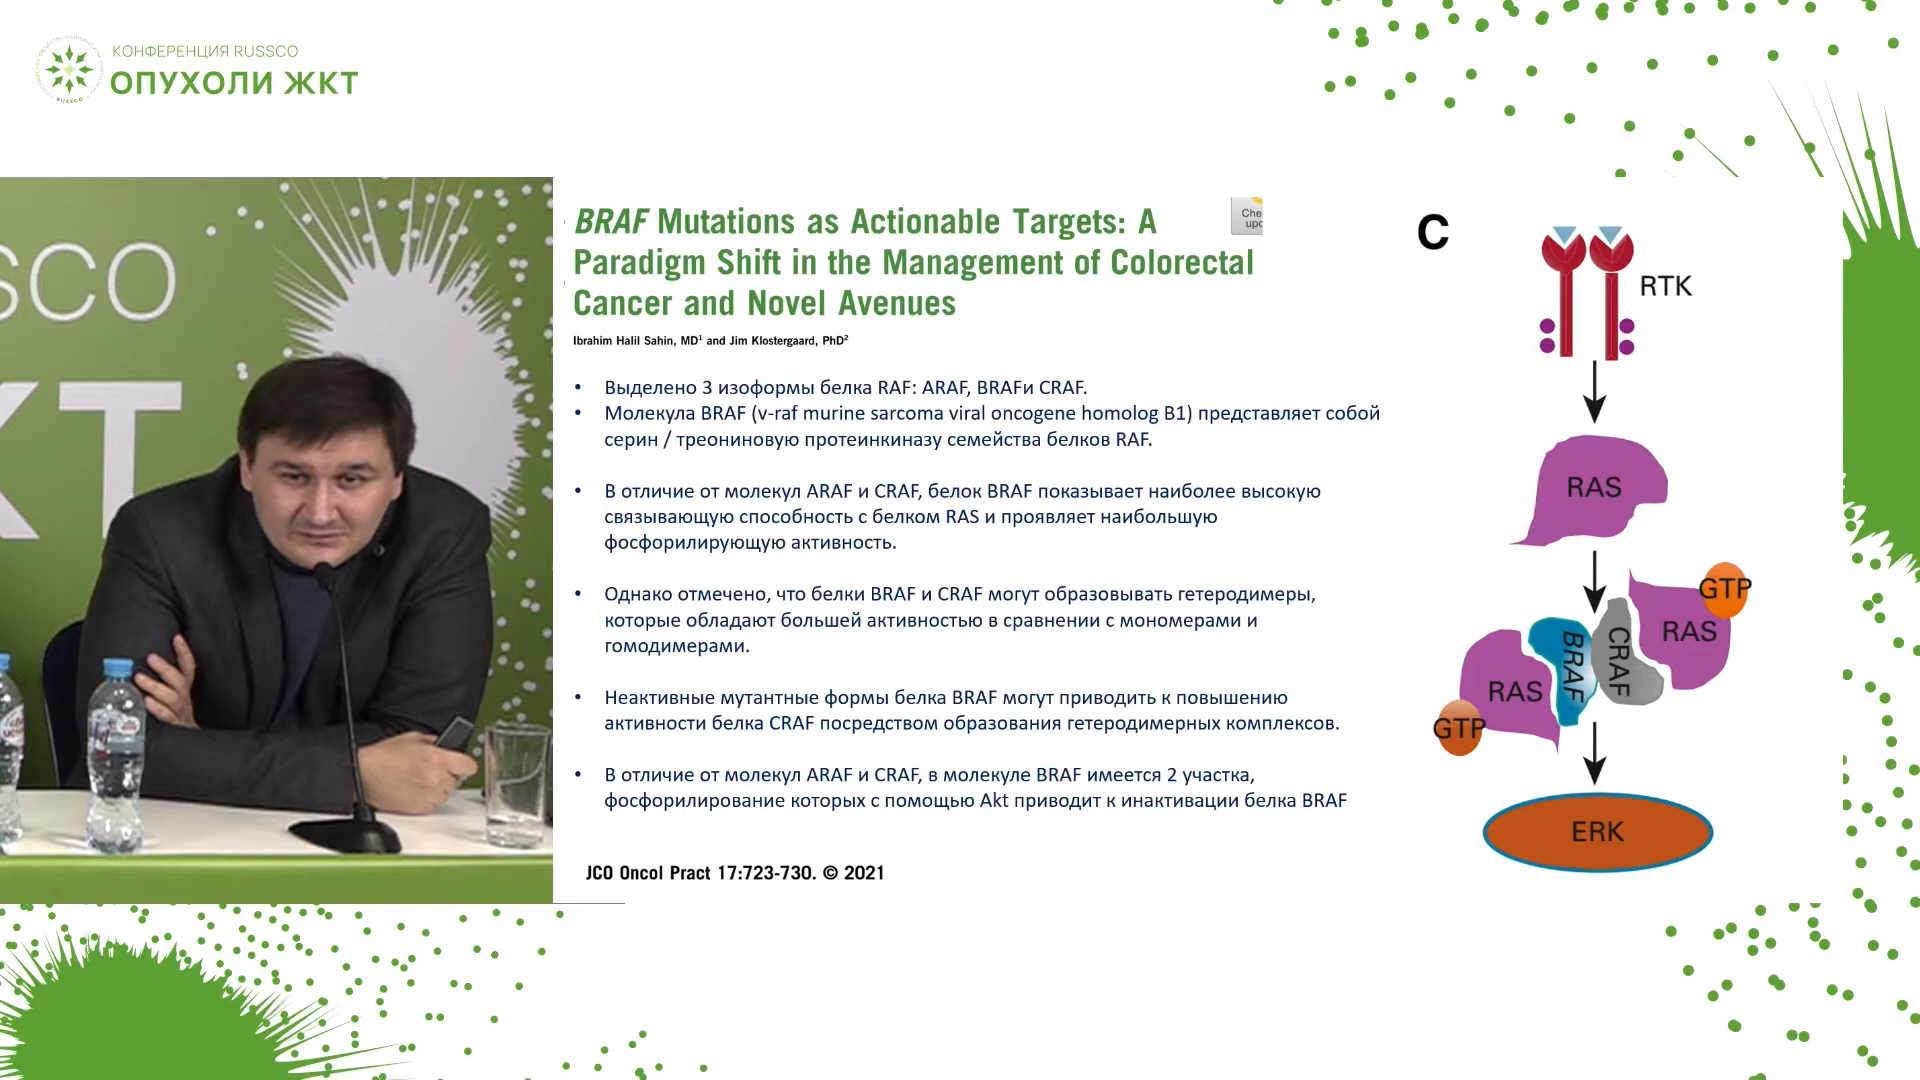 КОНФЕРЕНЦИЯ RUSSCO
ОПУХОЛИ ЖКТ
RUSSCO
SCO
КТ
BRAF Mutations as Actionable Targets: A
Paradigm Shift in the Management of Colorectal
Cancer and Novel Avenues
Che
upd
Ibrahim Halil Sahin, MD1 and Jim Klostergaard, PhD2
• Выделено 3 изоформы белка RAF: ARAF, BRAFи CRAF.
• Молекула BRAF (v-raf murine sarcoma viral oncogene homolog B1) представляет собой
серин / треониновую протеинкиназу семейства белков RAF.
• В отличие от молекул ARAF и CRAF, белок BRAF показывает наиболее высокую
связывающую способность с белком RAS и проявляет наибольшую
фосфорилирующую активность.
• Однако отмечено, что белки BRAF и CRAF могут образовывать гетеродимеры,
которые обладают большей активностью в сравнении с мономерами и
гомодимерами.
• Неактивные мутантные формы белка BRAF могут приводить к повышению
активности белка CRAF посредством образования гетеродимерных комплексов.
• В отличие от молекул ARAF и CRAF, в молекуле BRAF имеется 2 участка,
фосфорилирование которых с помощью Akt приводит к инактивации белка BRAF
JCO Oncol Pract 17:723-730. © 2021
C
RTK
RAS
GTP
RAS
CRAF
BRAF
RAS
GTP
ERK